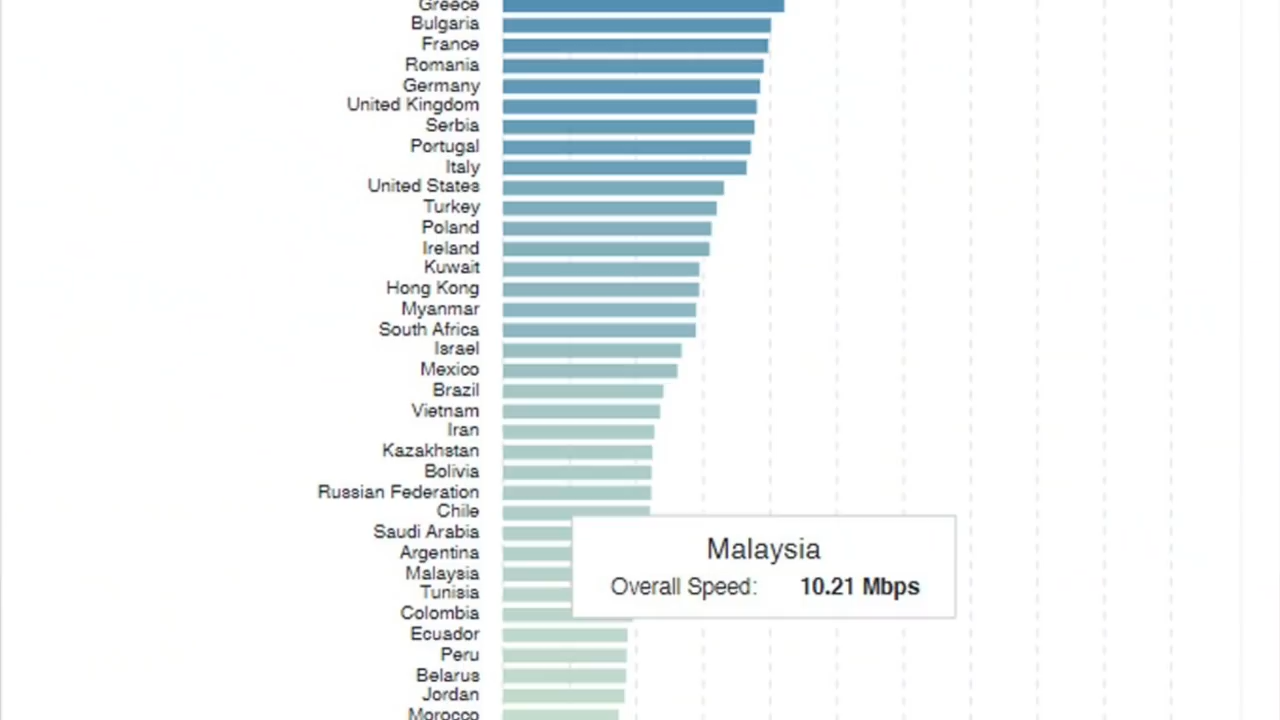 Greece
Bulgaria
France
Romania
Germany
United Kingdom
Serbia
Portugal
Italy
United States
Turkey
Poland
Ireland
Kuwait
Hong Kong
Myanmar
South Africa
Israel
Mexico
Brazil
Vietnam
Iran
Kazakhstan
Bolivia
Russian Federation
Chile
Saudi Arabia
Argentina
Malaysia
Tunisia
Colombia
Ecuador
Peru
Belarus
Jordan
Morocco
Malaysia
Overall Speed: 10.21 Mbps